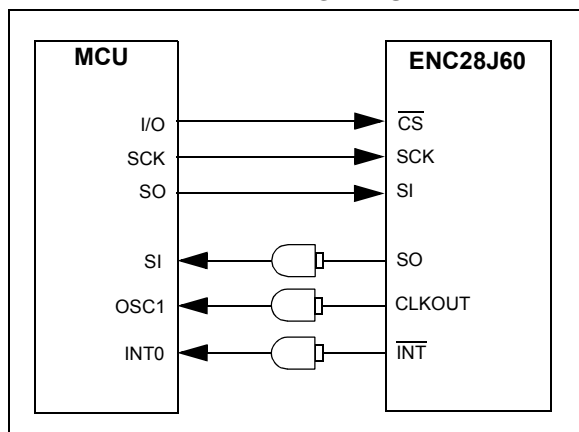 MCU
ENC28J60
I/O
CS
SCK
SCK
SO
SI
SI
SO
OSC1
CLKOUT
INT0
INT